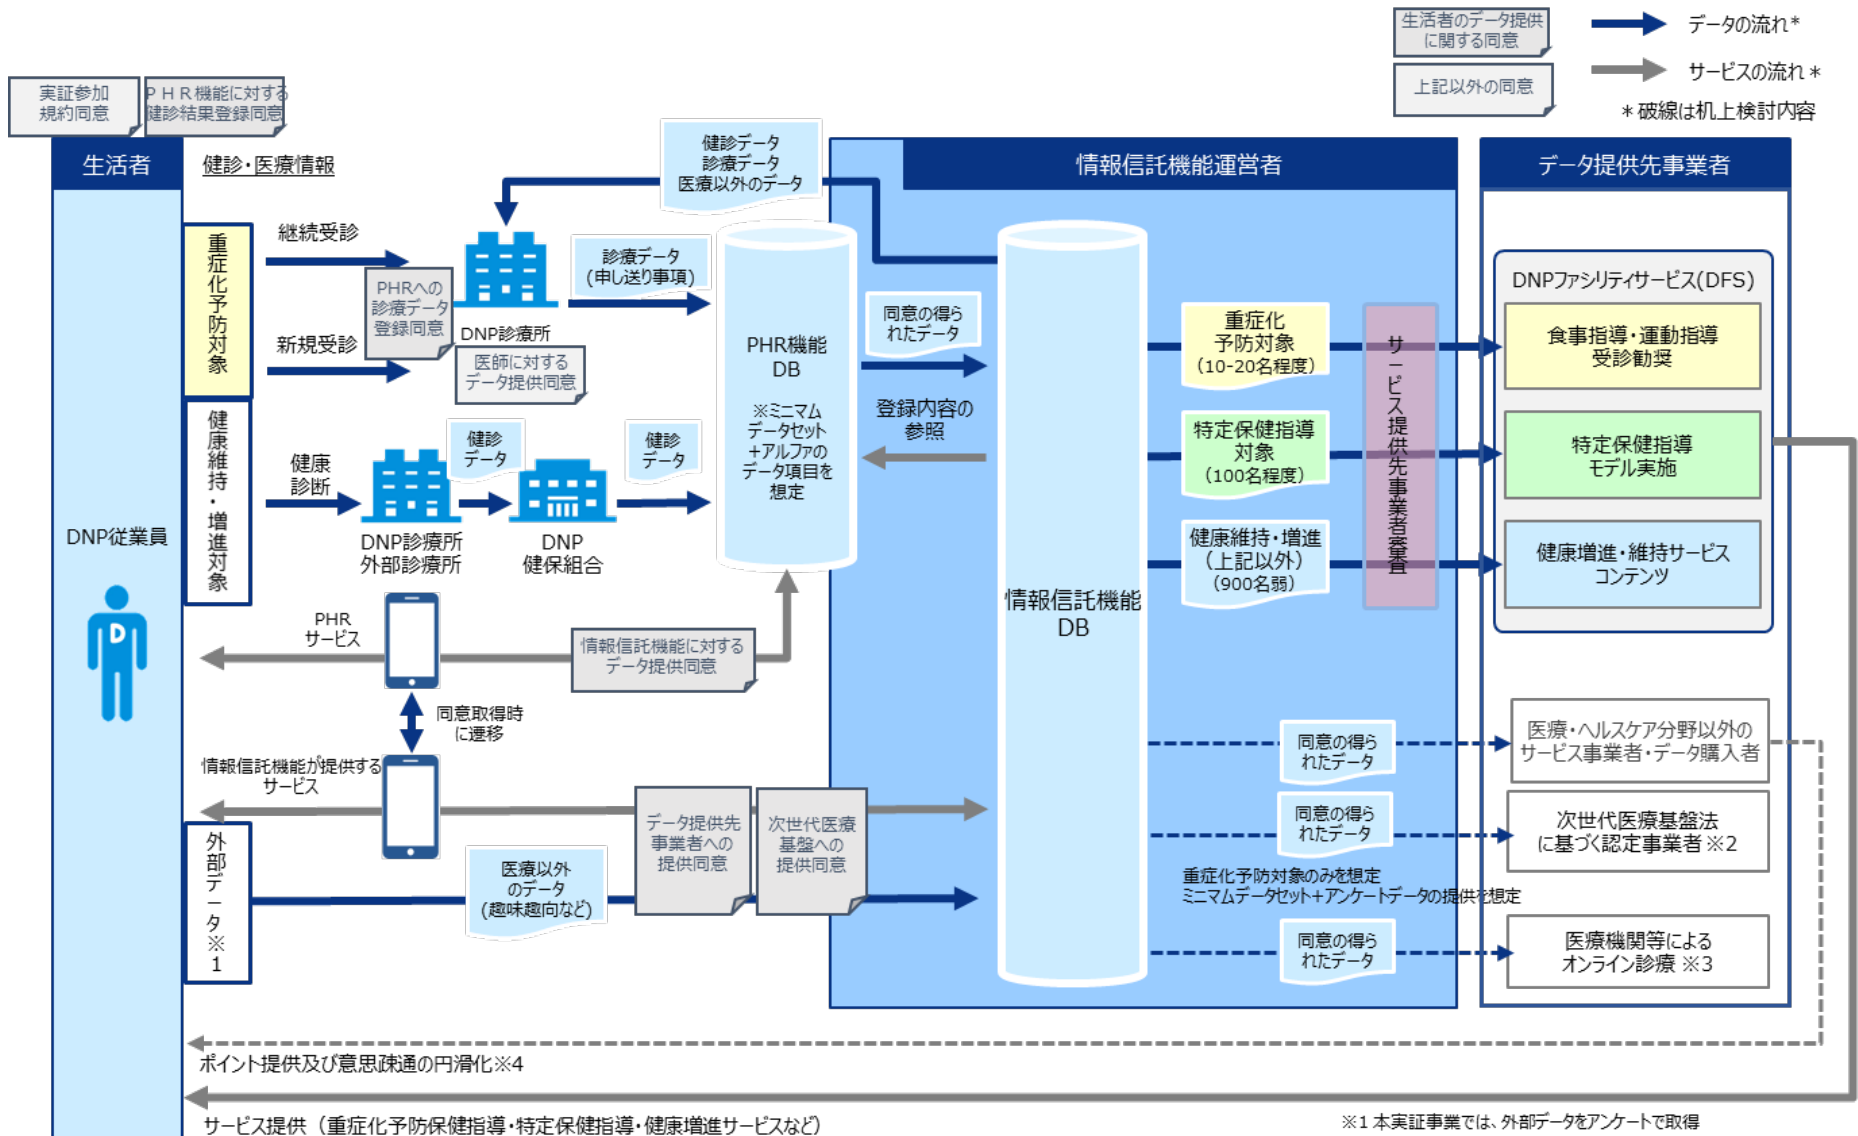 生活者のデータ提供
に関する同意
データの流れ*
上記以外の同意
サービスの流れ*
*破線は机上検討内容
実証参加
規約同意
PHR機能に対する
健診結果登録同意
生活者
健診・医療情報
健診データ
診療データ
医療以外のデータ
情報信託機能運営者
データ提供先事業者
重症化予防対象
継続受診
新規受診
PHRへの
診療データ
登録同意
DNP診療所
医師に対する
データ提供同意
診療データ
(申し送り事項)
PHR機能
DB
※ミニマム
データセット
+アルファの
データ項目を
想定
同意の得ら
れたデータ
登録内容の
参照
重症化
予防対象
(10-20名程度)
特定保健指導
対象
(100名程度)
健康維持・増進
(上記以外)
(900名弱)
サービス提供先事業者審査
DNPファシリティサービス(DFS)
食事指導・運動指導
受診勧奨
特定保健指導
モデル実施
健康増進・維持サービス
コンテンツ
健康維持・増進対象
健康
診断
健診
データ
健診
データ
DNP診療所
外部診療所
DNP
健保組合
DNP従業員
D
PHR
サービス
情報信託機能に対する
データ提供同意
情報信託機能
DB
同意取得時
に遷移
情報信託機能が提供する
サービス
データ提供先
事業者への
提供同意
次世代医療
基盤への
提供同意
外部データ※1
医療以外
のデータ
(趣味趣向など)
同意の得ら
れたデータ
医療・ヘルスケア分野以外の
サービス事業者・データ購入者
同意の得ら
れたデータ
次世代医療基盤法
に基づく認定事業者※2
重症化予防対象のみを想定
ミニマムデータセット+アンケートデータの提供を想定
同意の得ら
れたデータ
医療機関等による
オンライン診療 ※3
ポイント提供及び意思疎通の円滑化※4
サービス提供(重症化予防保健指導・特定保健指導・健康増進サービスなど)
※1 本実証事業では、外部データをアンケートで取得